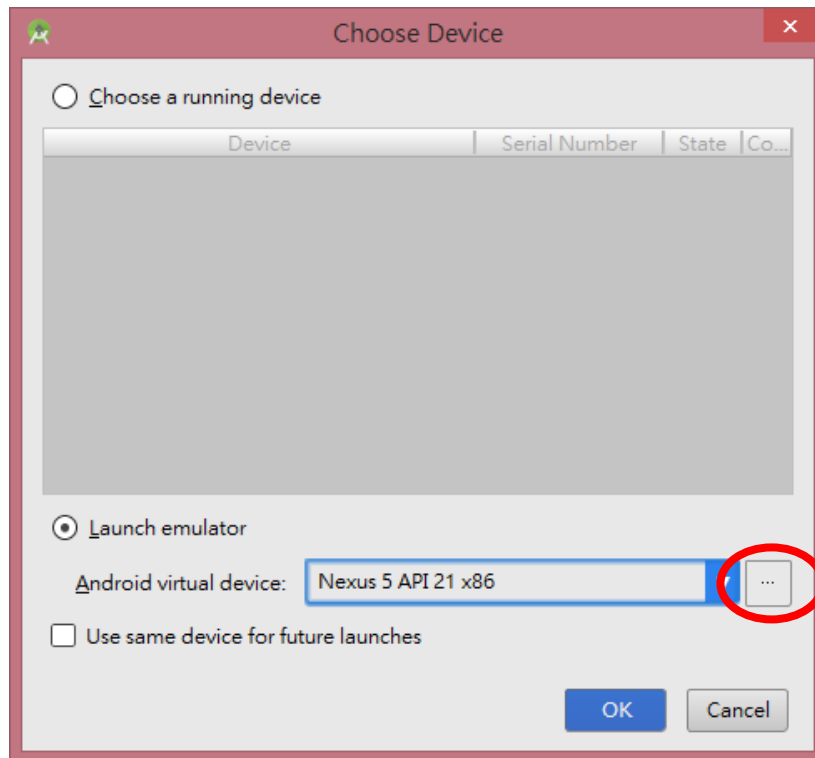 Choose Device
×
Choose a running device
Device Serial Number State Co...
Launch emulator
Android virtual device: Nexus 5 API 21 x86 ...
Use same device for future launches
OK Cancel